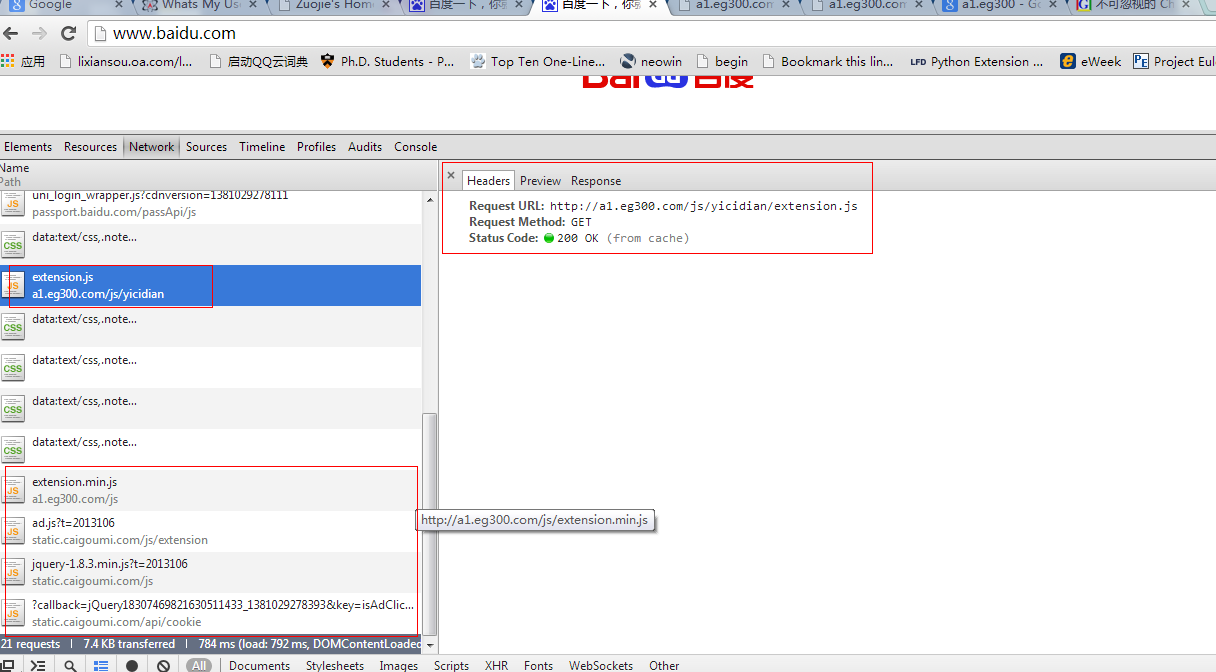 Google
Whats My Us
Zuojie's Home
百度一下，你
百度一下，你
a1.eg300.com
a1.eg300.com
a1.eg300 - Go
不可忽视的 Ch
www.baidu.com
应用
lixiansou.oa.com/l...
启动QQ云词典
Ph.D. Students - P...
Top Ten One-Line...
neowin
begin
Bookmark this lin...
LFD
Python Extension ...
eWeek
PE
Project Eul
Bai 百度
Elements
Resources
Network
Sources
Timeline
Profiles
Audits
Console
Name
Path
uni_login_wrapper.js?cdnversion=1381029278111
passport.baidu.com/passApi/js
data:text/css,.note...
extension.js
a1.eg300.com/js/yicidian
data:text/css,.note...
data:text/css,.note...
data:text/css,.note...
data:text/css,.note...
extension.min.js
a1.eg300.com/js
ad.js?t=2013106
static.caigoumi.com/js/extension
jquery-1.8.3.min.js?t=2013106
static.caigoumi.com/js
?callback=jQuery18307469821630511433_1381029278393&key=isAdClic...
static.caigoumi.com/api/cookie
Headers
Preview
Response
Request URL: http://a1.eg300.com/js/yicidian/extension.js
Request Method: GET
Status Code: 200 OK (from cache)
http://a1.eg300.com/js/extension.min.js
21 requests | 7.4 KB transferred | 784 ms (load: 792 ms, DOMContentLoaded
All
Documents
Stylesheets
Images
Scripts
XHR
Fonts
WebSockets
Other